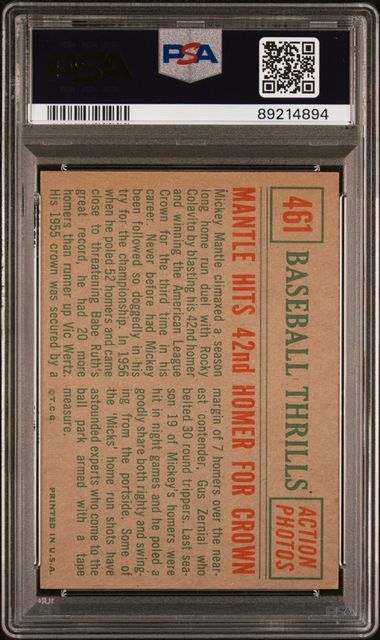 PSA
PSA
89214894
461 BASEBALL THRILLS ACTION PHOTOS
MANTLE HITS 42nd HOMER FOR CROWN
Mickey Mantle climaxed a season
long home run duel with Rocky
Colavito by blasting his 42nd homer
and winning the American League
Crown for the third time in his
career. Never before had Mickey
been followed so doggedly in his
try for the championship. In 1956
when he poled 52 homers and came
close to threatening Babe Ruth's
great record, he had 20 more
homers than runner up Vic Wertz.
His 1955 crown was secured by a
margin of 7 homers over the near-
est contender, Gus Zernial who
belted 30 round trippers. Last sea-
son 19 of Mickey's homers were
hit in night games and he poled a
goodly share both righty and swing-
ing from the portside. Some of
the 'Micks' home run shots have
astounded experts who come to the
ball park armed with a tape
measure.
© T.C.G.
PRINTED IN U.S.A.